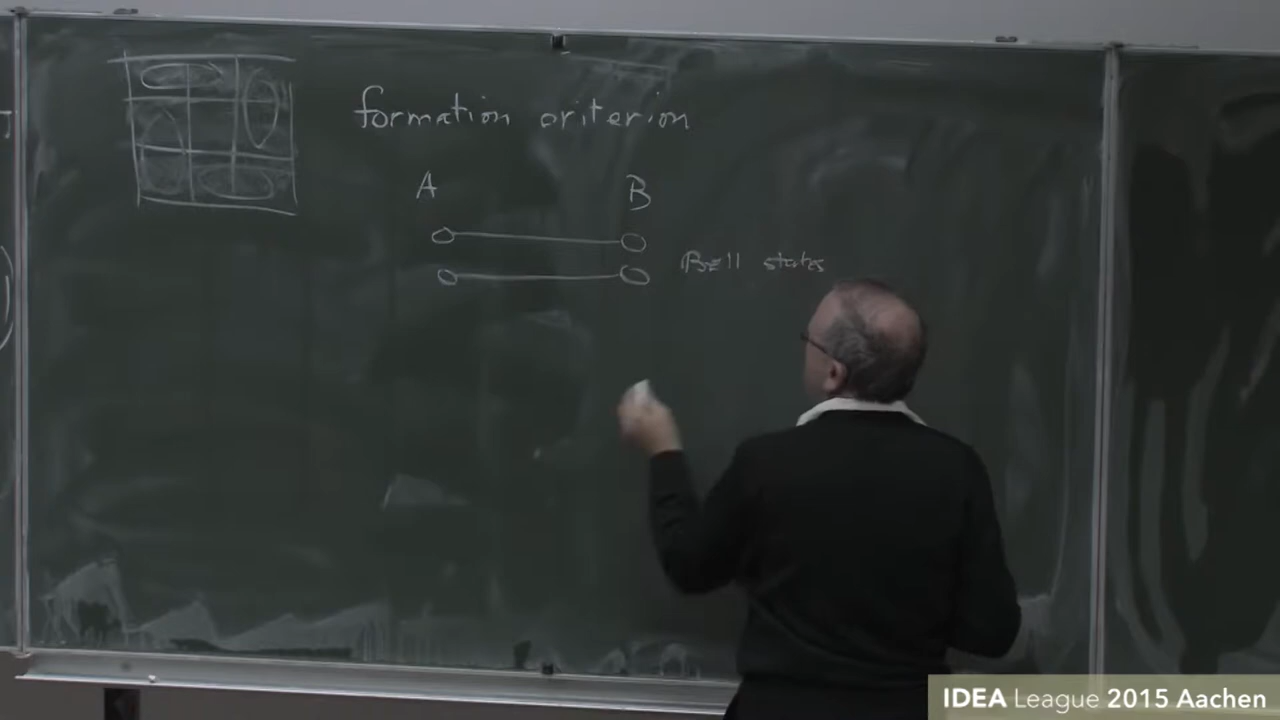 formation criterion
A B
Bell states
IDEA League 2015 Aachen